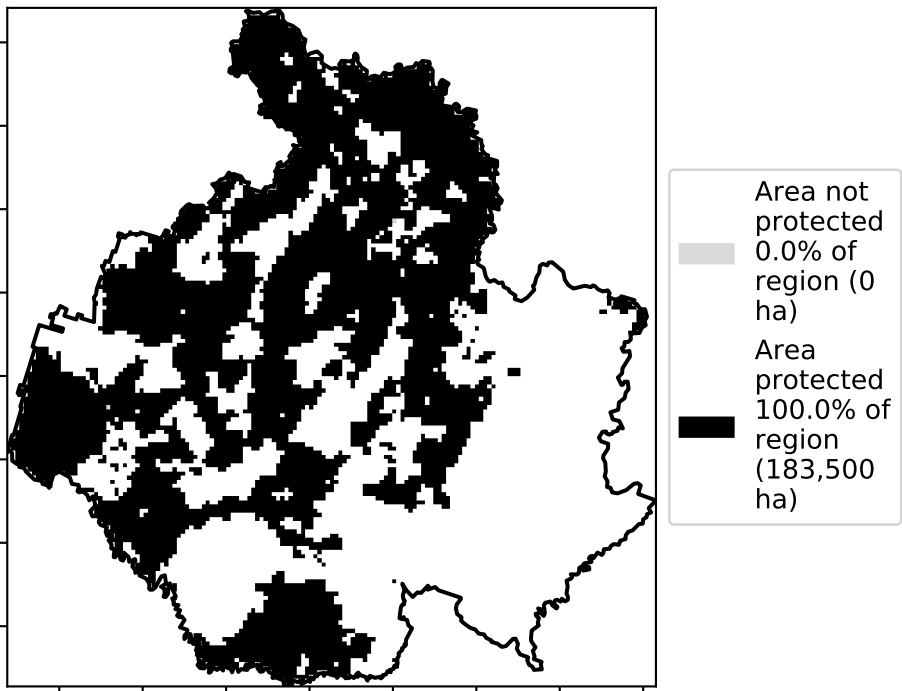 Area not
protected
0.0% of
region (0
ha)
Area
protected
100.0% of
region
(183,500
ha)